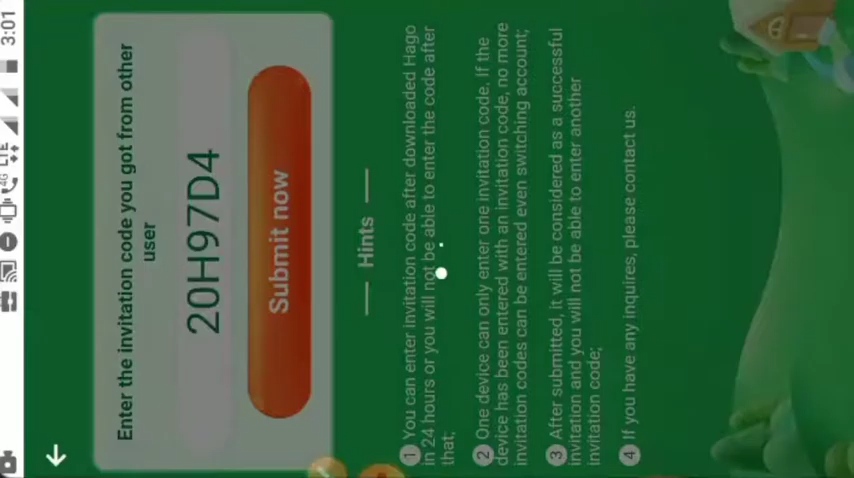 3:01
4G LTE
Enter the invitation code you got from other
user
20H97D4
Submit now
Hints
1 You can enter invitation code after downloaded Hago
in 24 hours or you will not be able to enter the code after
that;
2 One device can only enter one invitation code. If the
device has been entered with an invitation code, no more
invitation codes can be entered even switching account;
3 After submitted, it will be considered as a successful
invitation and you will not be able to enter another
invitation code;
4 If you have any inquires, please contact us.